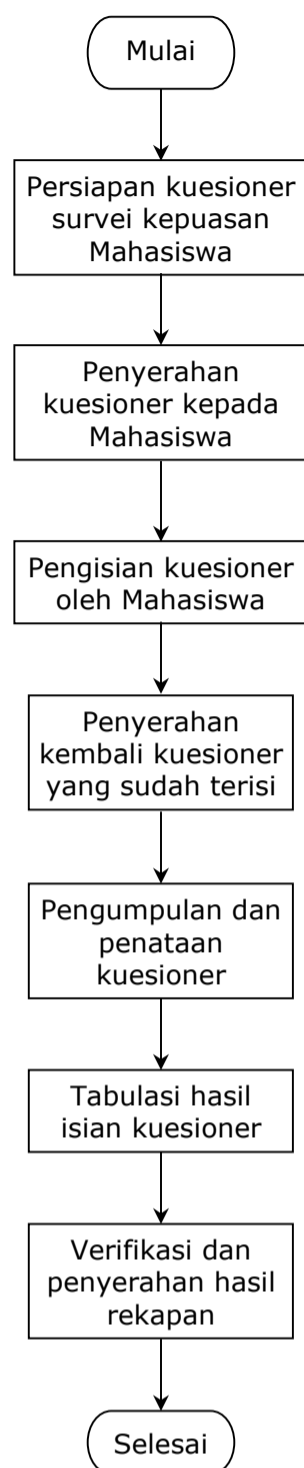 Mulai
Persiapan kuesioner
survei kepuasan
Mahasiswa
Penyerahan
kuesioner kepada
Mahasiswa
Pengisian kuesioner
oleh Mahasiswa
Penyerahan
kembali kuesioner
yang sudah terisi
Pengumpulan dan
penataan
kuesioner
Tabulasi hasil
isian kuesioner
Verifikasi dan
penyerahan hasil
rekapan
Selesai